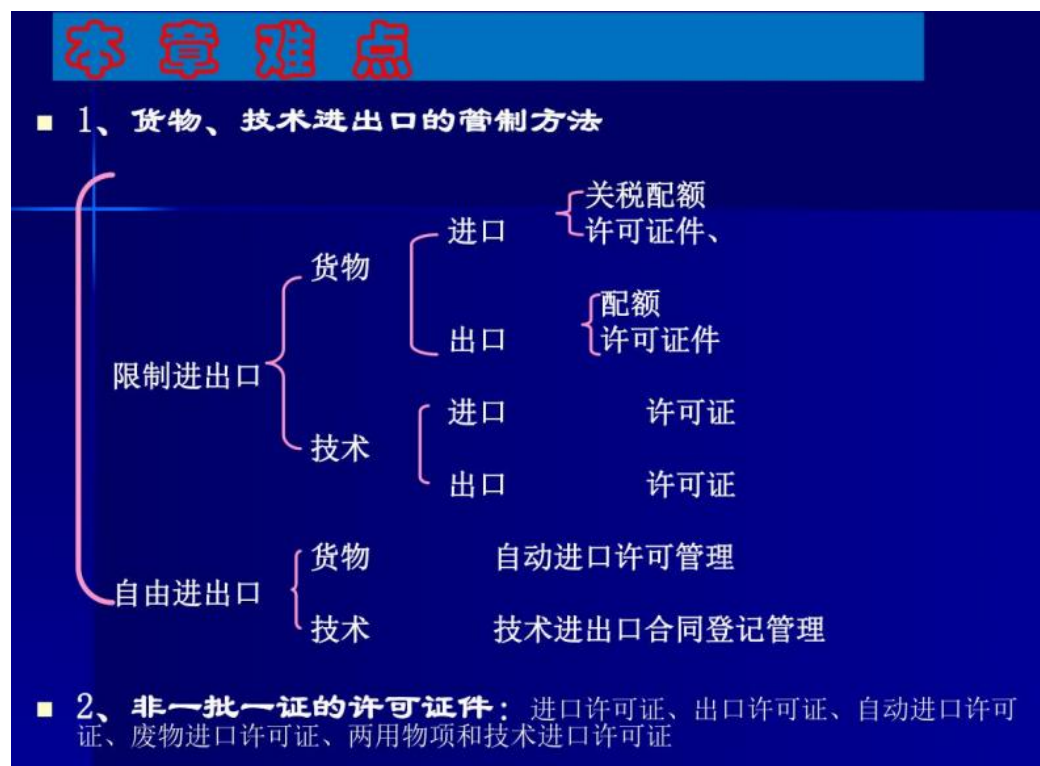 本章难点
1、货物、技术进出口的管制方法
关税配额
进口 许可证件、
货物
配额
出口 许可证件
限制进出口
进口 许可证
技术
出口 许可证
货物 自动进口许可管理
自由进出口
技术 技术进出口合同登记管理
2、非一批一证的许可证件：进口许可证、出口许可证、自动进口许可
证、废物进口许可证、两用物项和技术进口许可证